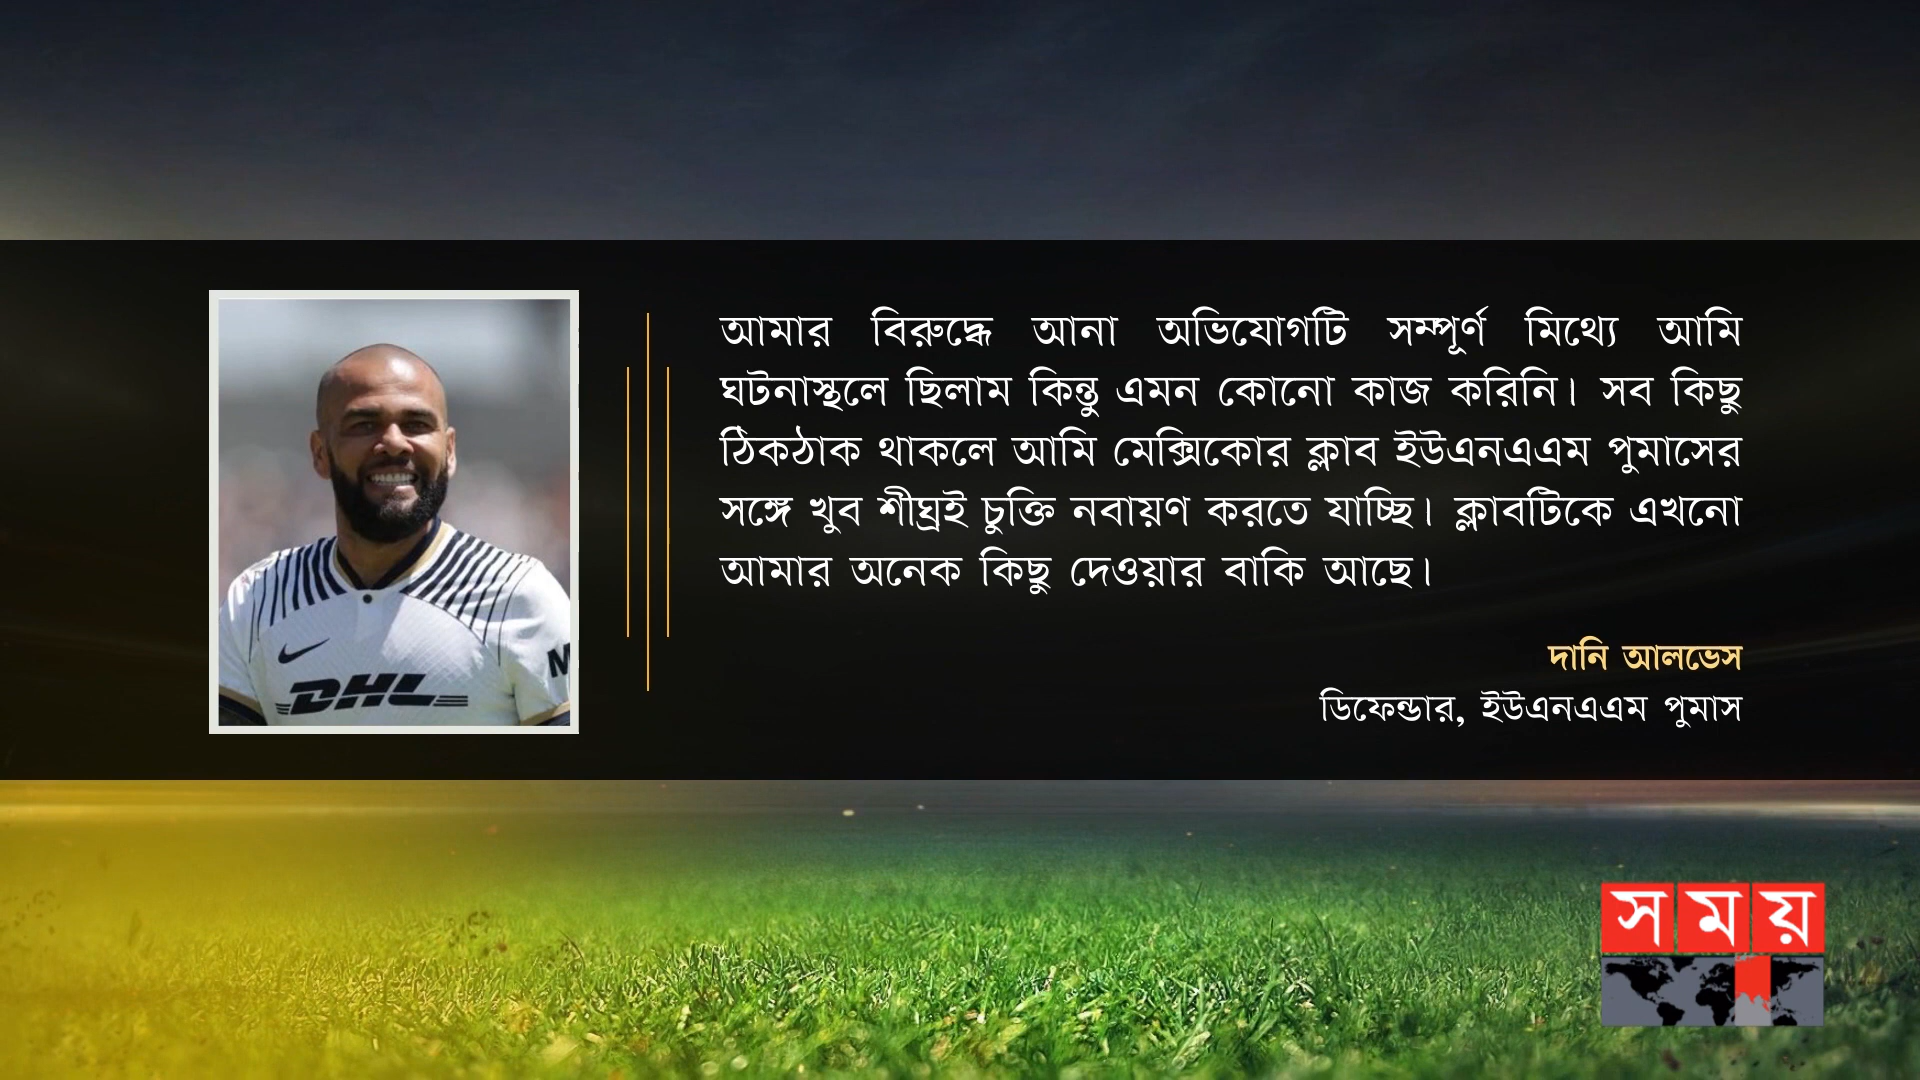 আমার বিরুদ্ধে আনা অভিযোগটি সম্পূর্ণ মিথ্যে আমি
ঘটনাস্থলে ছিলাম কিন্তু এমন কোনো কাজ করিনি। সব কিছু
ঠিকঠাক থাকলে আমি মেক্সিকোর ক্লাব ইউএনএএম পুমাসের
সঙ্গে খুব শীঘ্রই চুক্তি নবায়ণ করতে যাচ্ছি। ক্লাবটিকে এখনো
আমার অনেক কিছু দেওয়ার বাকি আছে।
দানি আলভেস
ডিফেন্ডার, ইউএনএএম পুমাস
DHL
M
সময়